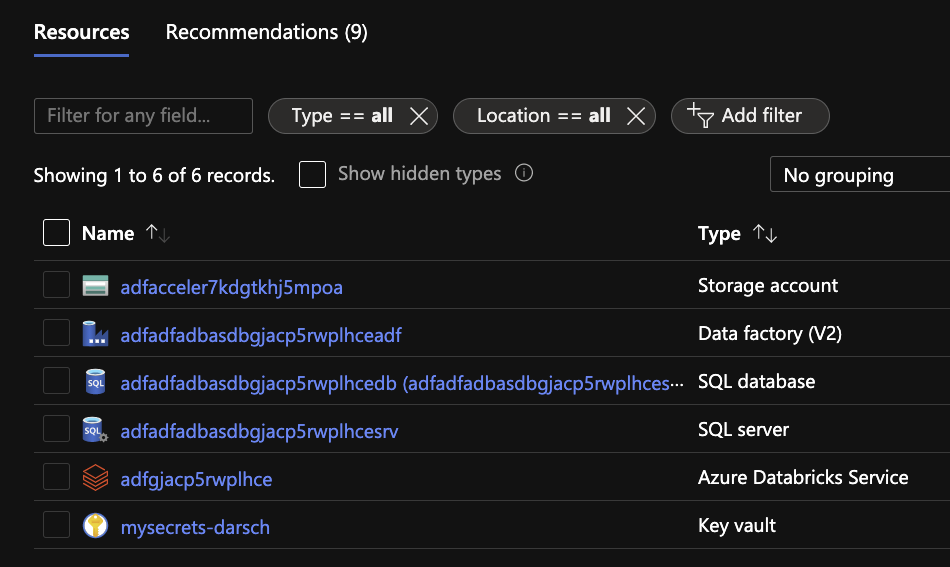 Resources Recommendations (9)
Filter for any field... Type == all Location == all Add filter
Showing 1 to 6 of 6 records. Show hidden types No grouping
Name Type
adfacceler7kdgtkhj5mpoa Storage account
adfadfadbasdbgjacp5rwplhceadf Data factory (V2)
adfadfadbasdbgjacp5rwplhcedb (adfadfadbasdbgjacp5rwplhces... SQL database
SQL
adfadfadbasdbgjacp5rwplhcesrv SQL server
SQL
adfgjacp5rwplhce Azure Databricks Service
mysecrets-darsch Key vault